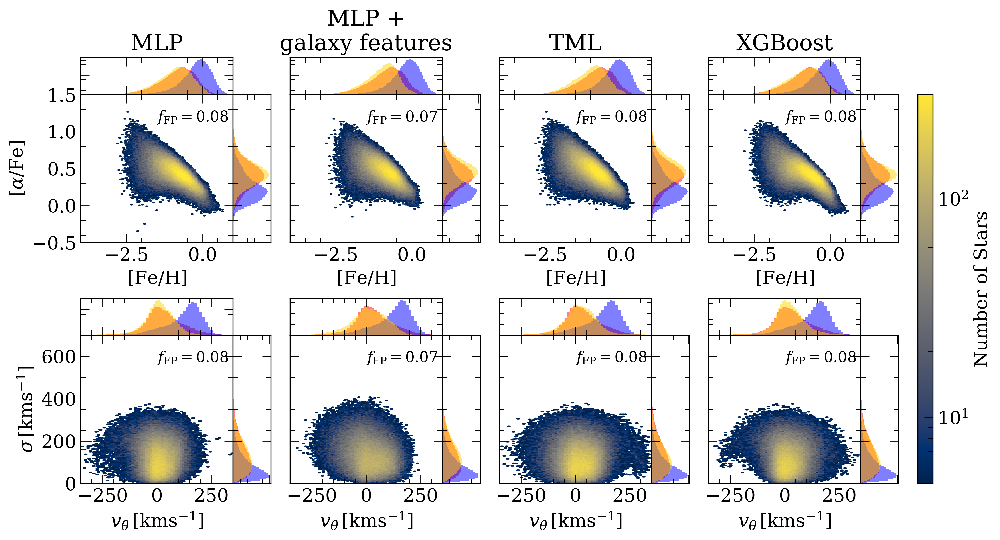 MLP
MLP +
galaxy features
TML
XGBoost
1.5
1.0
0.5
0.0
−0.5
[α/Fe]
f_FP = 0.08
f_FP = 0.07
f_FP = 0.08
f_FP = 0.08
−2.5 0.0
−2.5 0.0
−2.5 0.0
−2.5 0.0
[Fe/H]
[Fe/H]
[Fe/H]
[Fe/H]
600
400
200
0
σ [kms⁻¹]
f_FP = 0.08
f_FP = 0.07
f_FP = 0.08
f_FP = 0.08
−250 0 250
−250 0 250
−250 0 250
−250 0 250
v_θ [kms⁻¹]
v_θ [kms⁻¹]
v_θ [kms⁻¹]
v_θ [kms⁻¹]
10²
10¹
Number of Stars